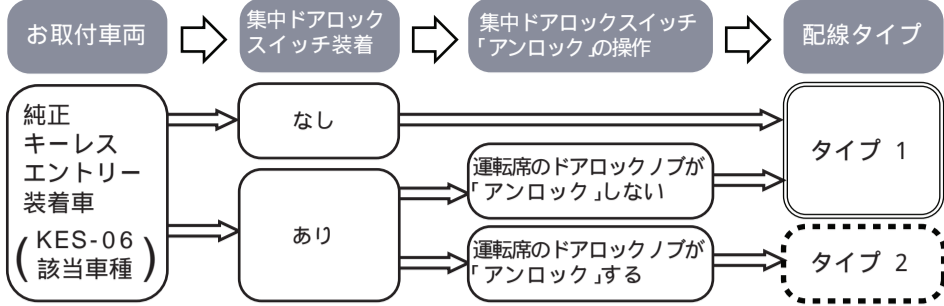 お取付車両
集中ドアロック
スイッチ装着
集中ドアロックスイッチ
「アンロック」の操作
配線タイプ
純正
キーレス
エントリー
装着車
(KES-06
該当車種)
なし
あり
運転席のドアロックノブが
「アンロック」しない
運転席のドアロックノブが
「アンロック」する
タイプ 1
タイプ 2